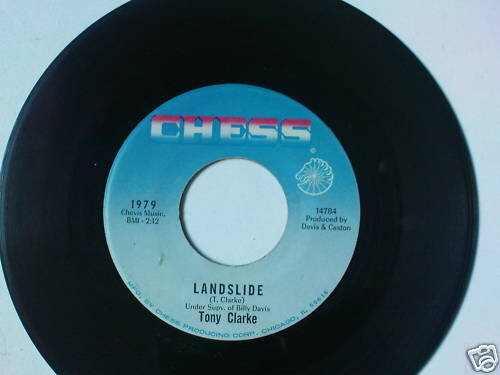 CHESS
®
1979
Chevis Music,
BMI - 2:12
14784
Produced by
Davis & Caston
LANDSLIDE
(T. Clarke)
Under Supv. of Billy Davis
Tony Clarke
MFG. BY CHESS PRODUCING CORP., CHICAGO, IL 60616